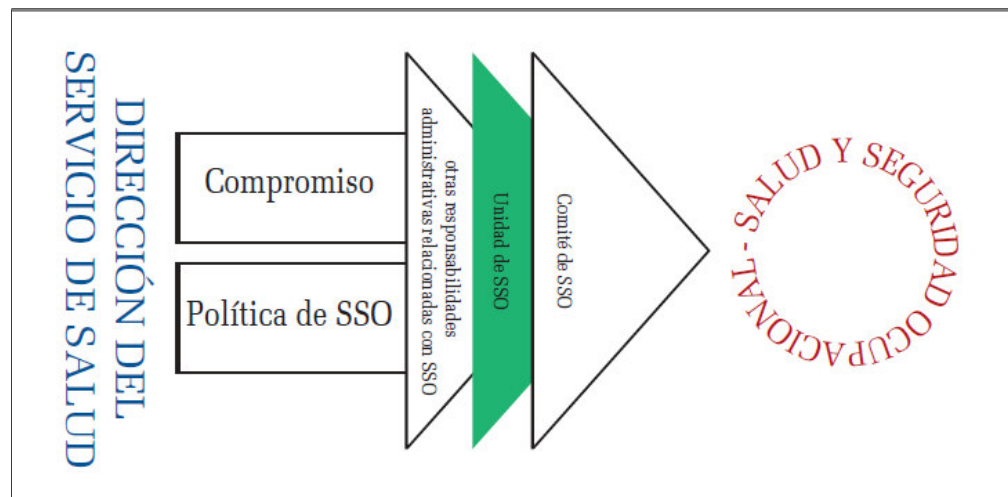 DIRECCIÓN DEL
SERVICIO DE SALUD
Compromiso
Política de SSO
otras responsabilidades
administrativas relacionadas con SSO
Unidad de SSO
Comité de SSO
SALUD Y SEGURIDAD OCUPACIONAL -